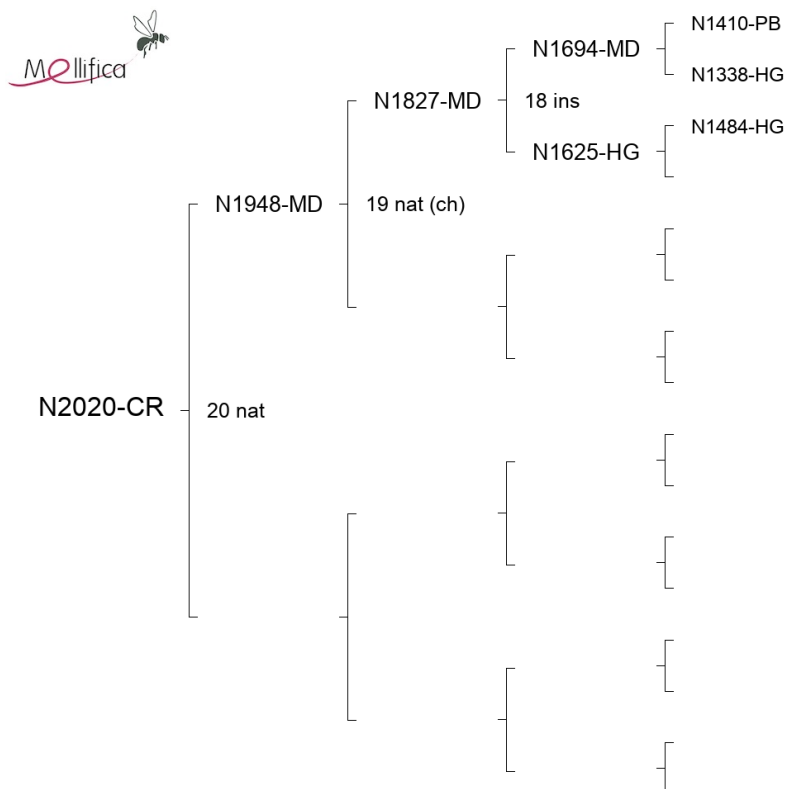 Mellifica
N1410-PB
N1694-MD
N1338-HG
N1827-MD
18 ins
N1484-HG
N1625-HG
N1948-MD
19 nat (ch)
N2020-CR
20 nat